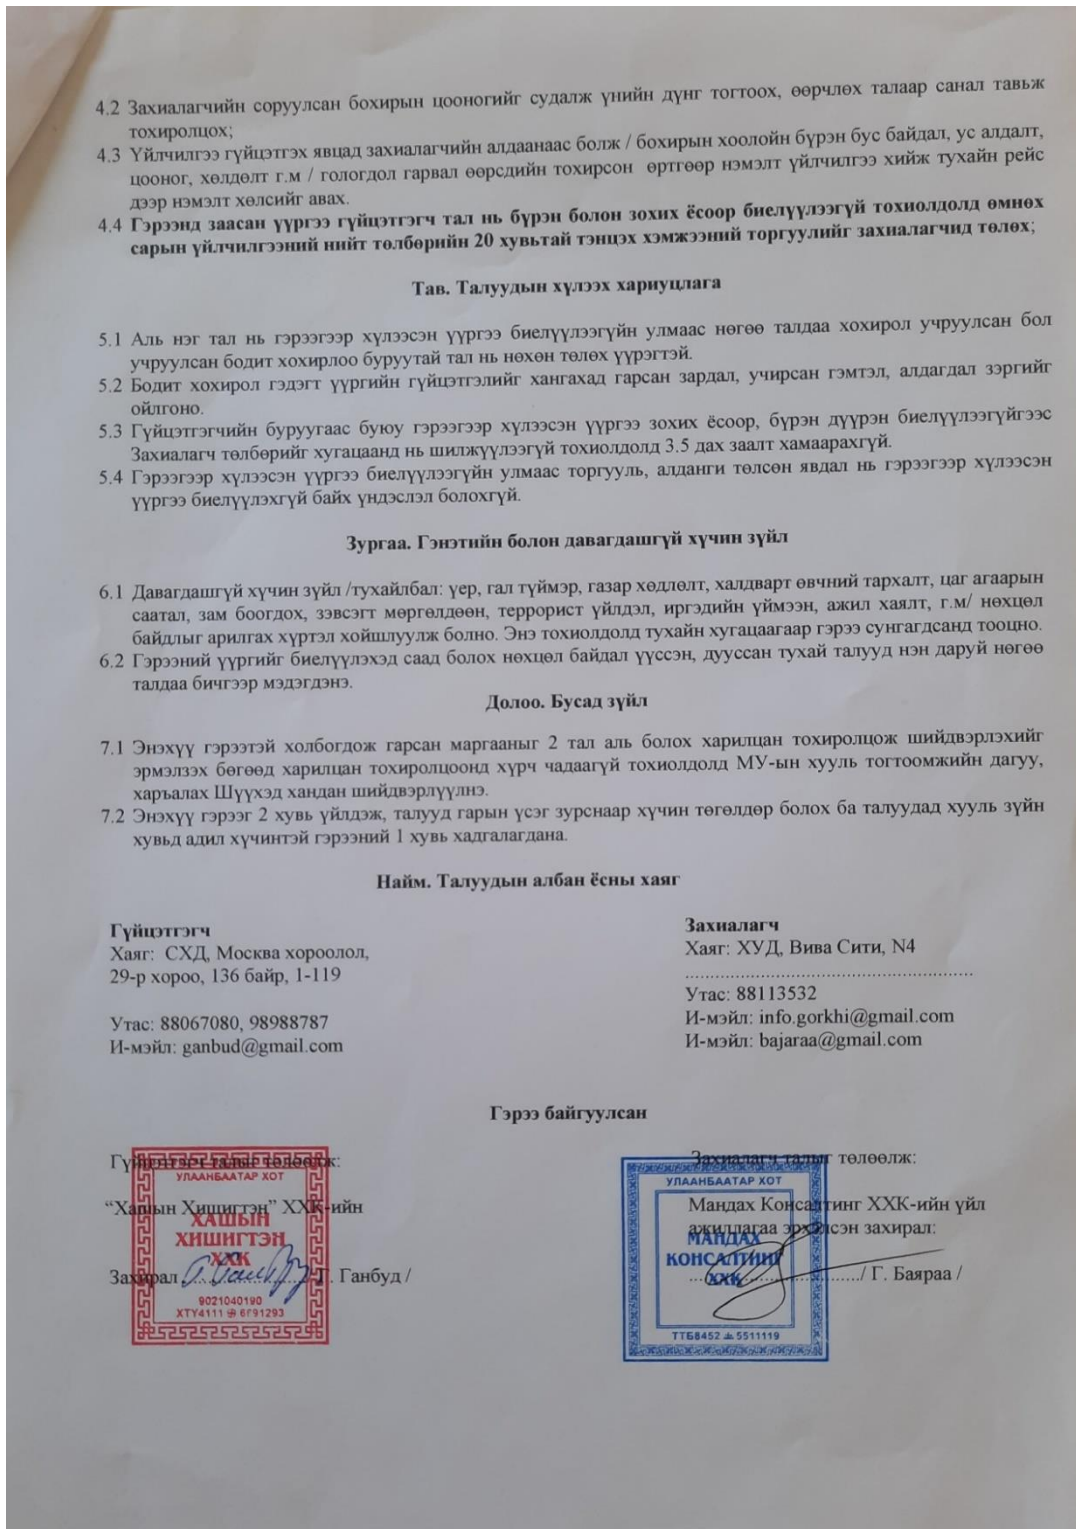 4.2 Захиалагчийн соруулсан бохирын цооногийг судалж үнийн дүнг тогтоох, өөрчлөх талаар санал тавьж
тохиролцох;
4.3 Үйлчилгээ гүйцэтгэх явцад захиалагчийн алдаанаас болж / бохирын хоолойн бүрэн бус байдал, ус алдалт,
цооног, хөлдөлт г.м / гологдол гарвал өөрсдийн тохирсон өртгөөр нэмэлт үйлчилгээ хийж тухайн рейс
дээр нэмэлт хөлсийг авах.
4.4 Гэрээнд заасан үүргээ гүйцэтгэгч тал нь бүрэн болон зохих ёсоор биелүүлээгүй тохиолдолд өмнөх
сарын үйлчилгээний нийт төлбөрийн 20 хувьтай тэнцэх хэмжээний торгуулийг захиалагчид төлөх;
Тав. Талуудын хүлээх хариуцлага
5.1 Аль нэг тал нь гэрээгээр хүлээсэн үүргээ биелүүлээгүйн улмаас нөгөө талдаа хохирол учруулсан бол
учруулсан бодит хохирлоо буруутай тал нь нөхөн төлөх үүрэгтэй.
5.2 Бодит хохирол гэдэгт үүргийн гүйцэтгэлийг хангахад гарсан зардал, учирсан гэмтэл, алдагдал зэргийг
ойлгоно.
5.3 Гүйцэтгэгчийн буруугаас буюу гэрээгээр хүлээсэн үүргээ зохих ёсоор, бүрэн дүүрэн биелүүлээгүйгээс
Захиалагч төлбөрийг хугацаанд нь шилжүүлээгүй тохиолдолд 3.5 дах заалт хамаарахгүй.
5.4 Гэрээгээр хүлээсэн үүргээ биелүүлээгүйн улмаас торгууль, алданги төлсөн явдал нь гэрээгээр хүлээсэн
үүргээ биелүүлэхгүй байх үндэслэл болохгүй.
Зургаа. Гэнэтийн болон давагдашгүй хүчин зүйл
6.1 Давагдашгүй хүчин зүйл /тухайлбал: үер, гал түймэр, газар хөдлөлт, халдварт өвчний тархалт, цаг агаарын
саатал, зам боогдох, зэвсэгт мөргөлдөөн, террорист үйлдэл, иргэдийн үймээн, ажил хаялт, г.м/ нөхцөл
байдлыг арилгах хүртэл хойшлуулж болно. Энэ тохиолдолд тухайн хугацаагаар гэрээ сунгагдсанд тооцно.
6.2 Гэрээний үүргийг биелүүлэхэд саад болох нөхцөл байдал үүссэн, дууссан тухай талууд нэн даруй нөгөө
талдаа бичгээр мэдэгдэнэ.
Долоо. Бусад зүйл
7.1 Энэхүү гэрээтэй холбогдож гарсан маргааныг 2 тал аль болох харилцан тохиролцож шийдвэрлэхийг
эрмэлзэх бөгөөд харилцан тохиролцоонд хүрч чадаагүй тохиолдолд МУ-ын хууль тогтоомжийн дагуу,
харъалах Шүүхэд хандан шийдвэрлүүлнэ.
7.2 Энэхүү гэрээг 2 хувь үйлдэж, талууд гарын үсэг зурснаар хүчин төгөлдөр болох ба талуудад хууль зүйн
хувьд адил хүчинтэй гэрээний 1 хувь хадгалагдана.
Найм. Талуудын албан ёсны хаяг
Гүйцэтгэгч
Хаяг: СХД, Москва хороолол,
29-р хороо, 136 байр, 1-119
Утас: 88067080, 98988787
И-мэйл: ganbud@gmail.com
Захиалагч
Хаяг: ХУД, Вива Сити, N4
Утас: 88113532
И-мэйл: info.gorkhi@gmail.com
И-мэйл: bajaraa@gmail.com
Гэрээ байгуулсан
Гүйцэтгэгч талыг төлөөлж:
"Хашын Хишигтэн" ХХК-ийн
Захирал ........................../Г. Ганбуд /
УЛААНБААТАР ХОТ
ХАШЫН
ХИШИГТЭН
ХХК
9021040190
Захиалагч талыг төлөөлж:
Мандах Консалтинг ХХК-ийн үйл
ажиллагаа эрхэлсэн захирал:
................................/ Г. Баяраа /
УЛААНБААТАР ХОТ
МАНДАХ
КОНСАЛТИНГ
ХХК
ТТБ8452 5511119